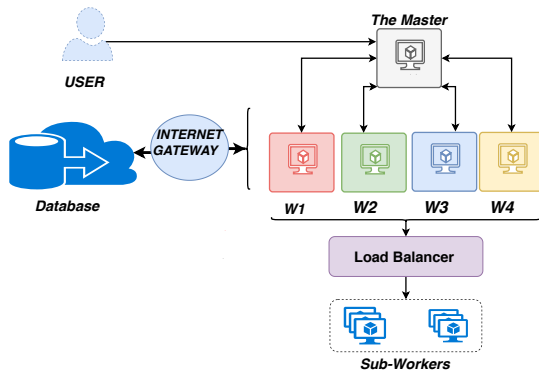 The Master
USER
INTERNET
GATEWAY
Database
W1
W2
W3
W4
Load Balancer
Sub-Workers